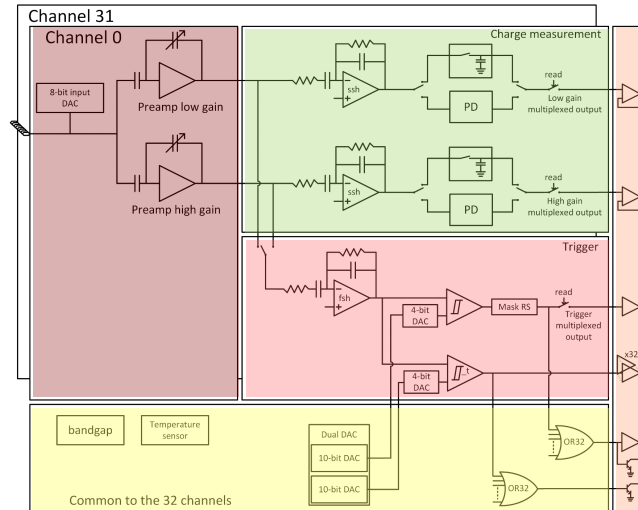 Channel 31
Channel 0
8-bit input
DAC
Preamp low gain
Preamp high gain
Charge measurement
ssh
PD
read
Low gain
multiplexed output
ssh
PD
read
High gain
multiplexed output
Trigger
fsh
4-bit
DAC
Mask RS
read
Trigger
multiplexed
output
4-bit
DAC
_t
x32
bandgap
Temperature
sensor
Dual DAC
10-bit DAC
10-bit DAC
OR32
OR32
Common to the 32 channels